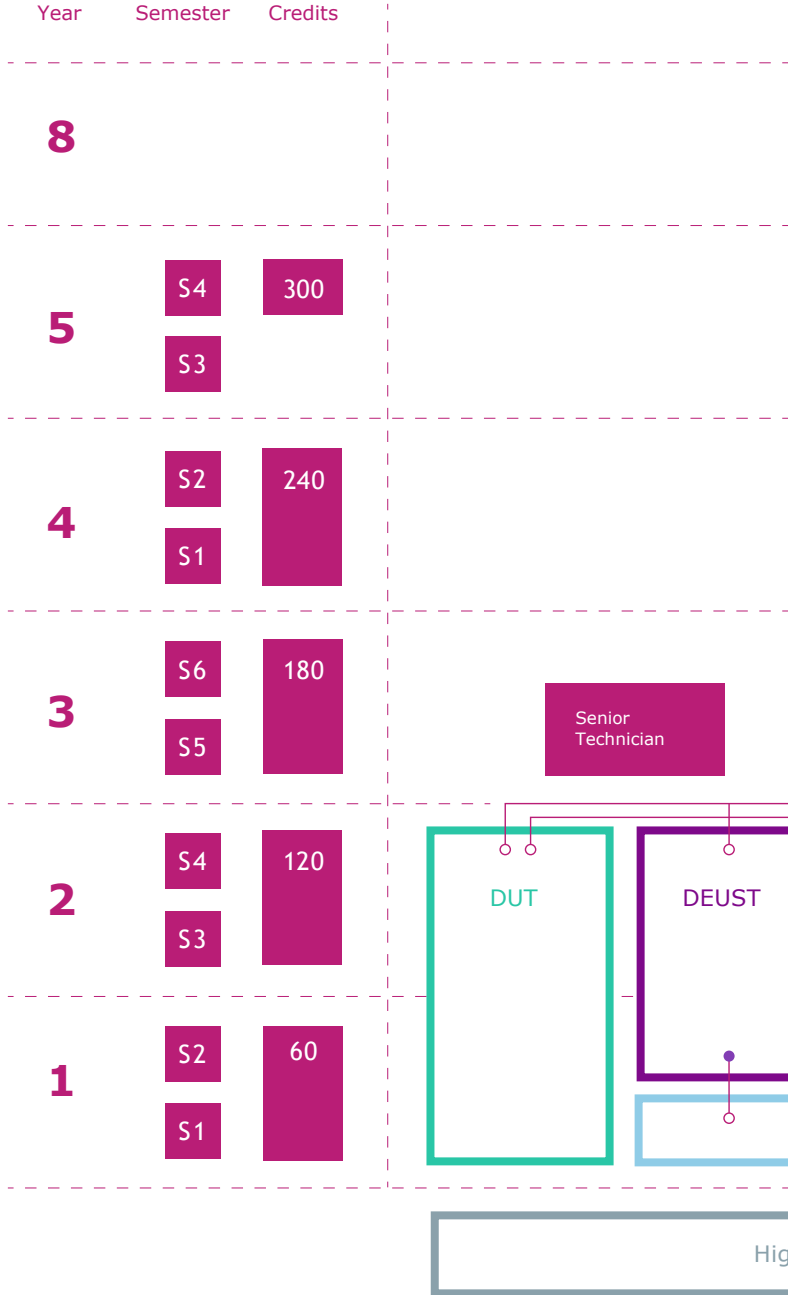 Year Semester Credits
8
S4 300
5
S3
S2 240
4
S1
S6 180
3
Senior
Technician
S5
S4 120
DUT DEUST
2
S3
S2 60
1
S1